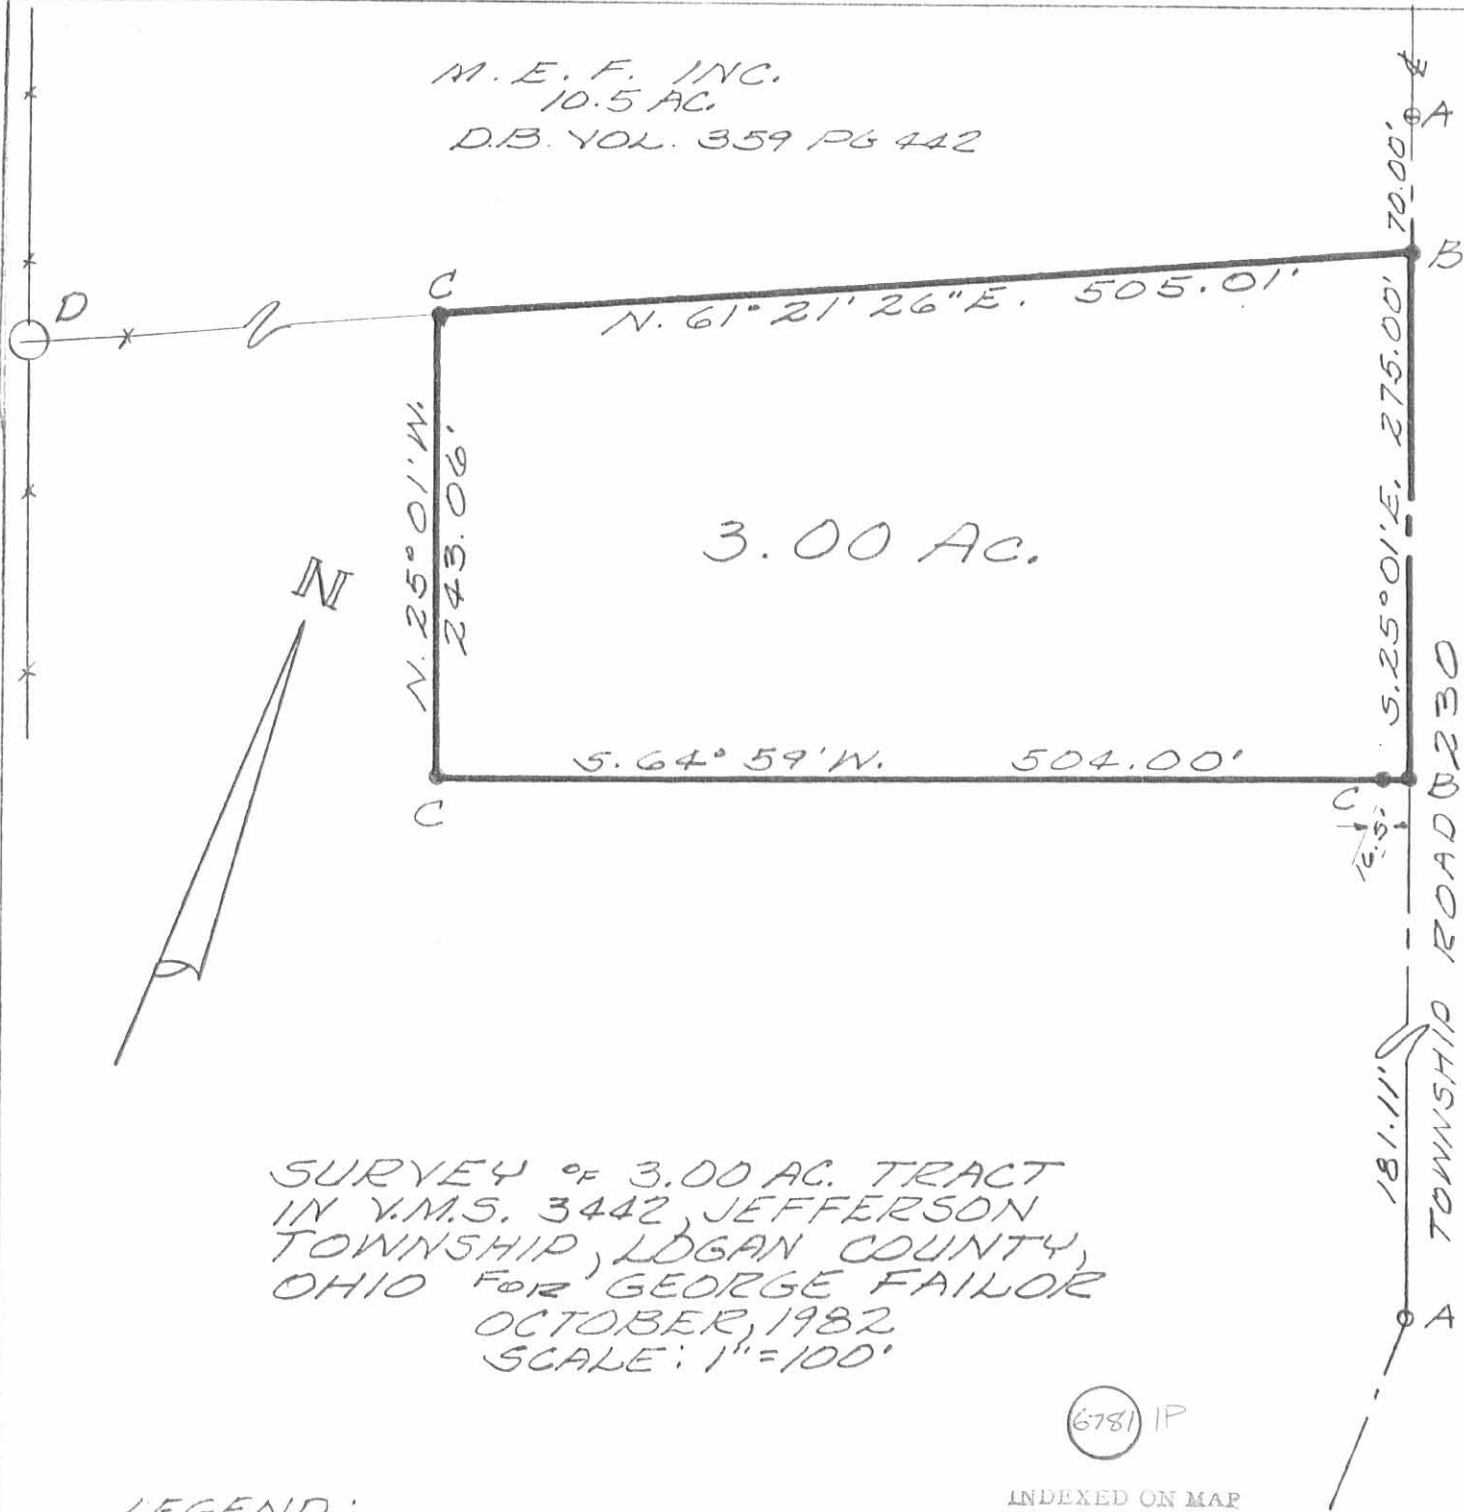 M. E. F. INC.
10.5 AC.
D.B. VOL. 359 PG 442
A
70.00'
B
D
C
N. 61° 21' 26" E. 505.01'
N. 25° 01' W.
243.06'
S. 25° 01' E. 275.00'
3.00 AC.
N
S. 64° 59' W. 504.00'
C
C
B
16.5'
TOWNSHIP ROAD 230
181.11'
SURVEY OF 3.00 AC. TRACT
IN V.M.S. 3442, JEFFERSON
TOWNSHIP, LOGAN COUNTY,
OHIO FOR GEORGE FAILOR
OCTOBER, 1982
SCALE: 1" = 100'
A
6781 IP
LEGEND:
INDEXED ON MAP